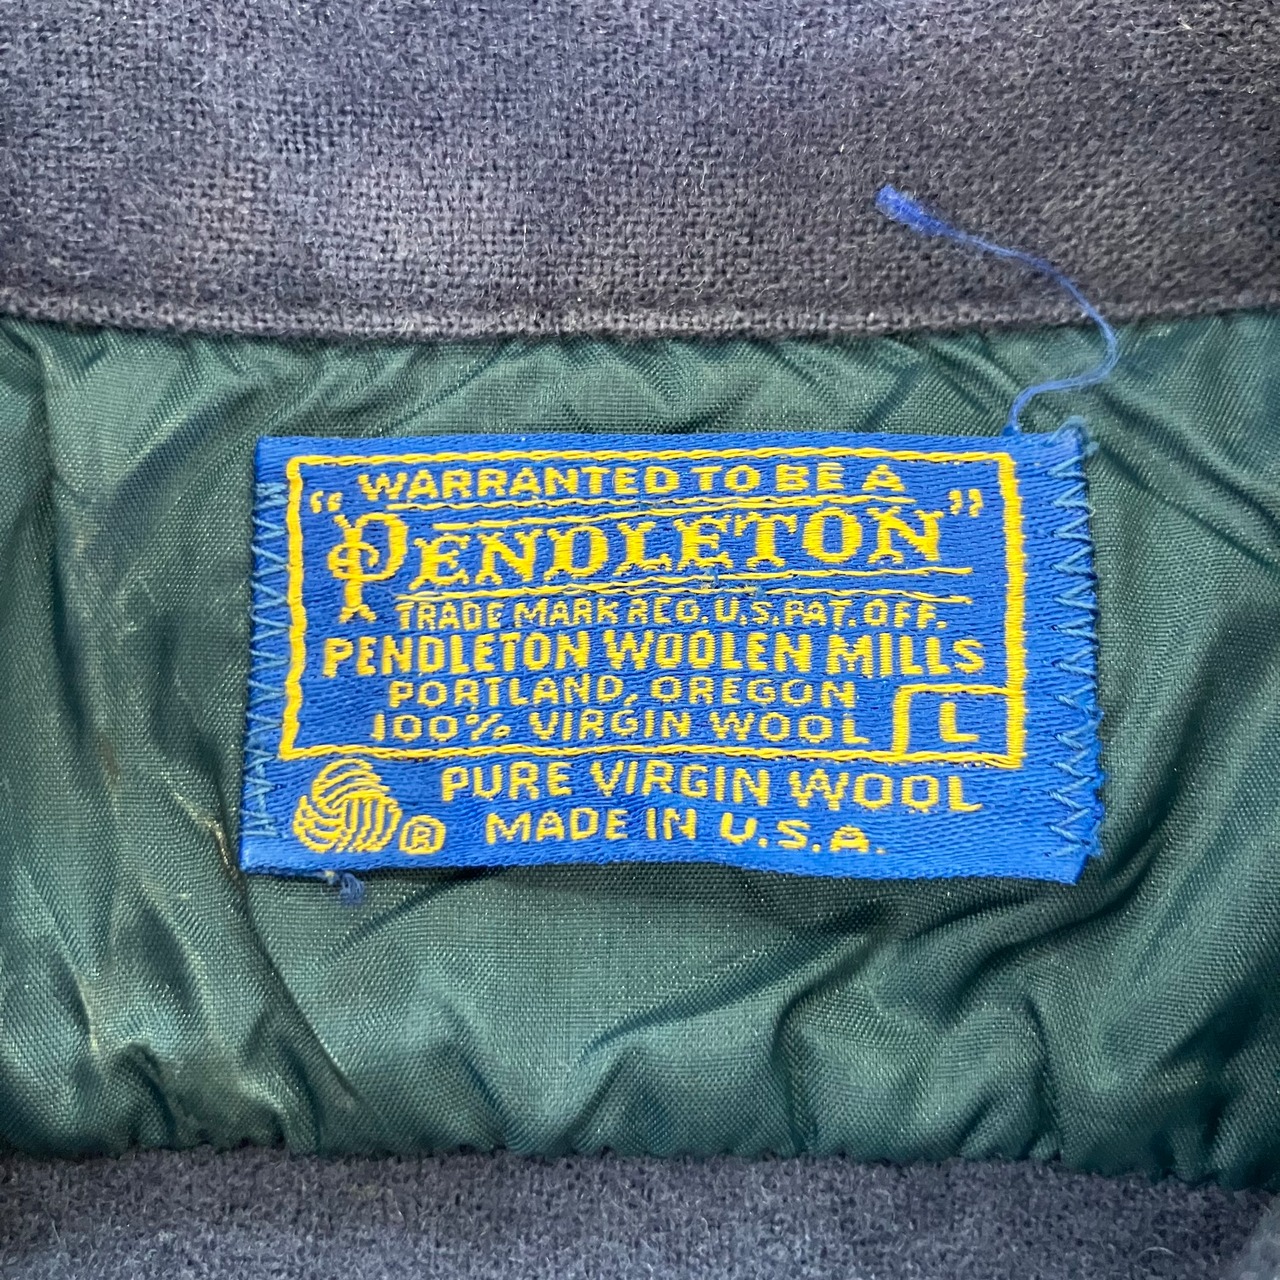 WARRANTED TO BE A
"PENDLETON"
TRADE MARK REG. U.S. PAT. OFF.
PENDLETON WOOLEN MILLS
PORTLAND, OREGON
100% VIRGIN WOOL L
PURE VIRGIN WOOL
® MADE IN U.S.A.